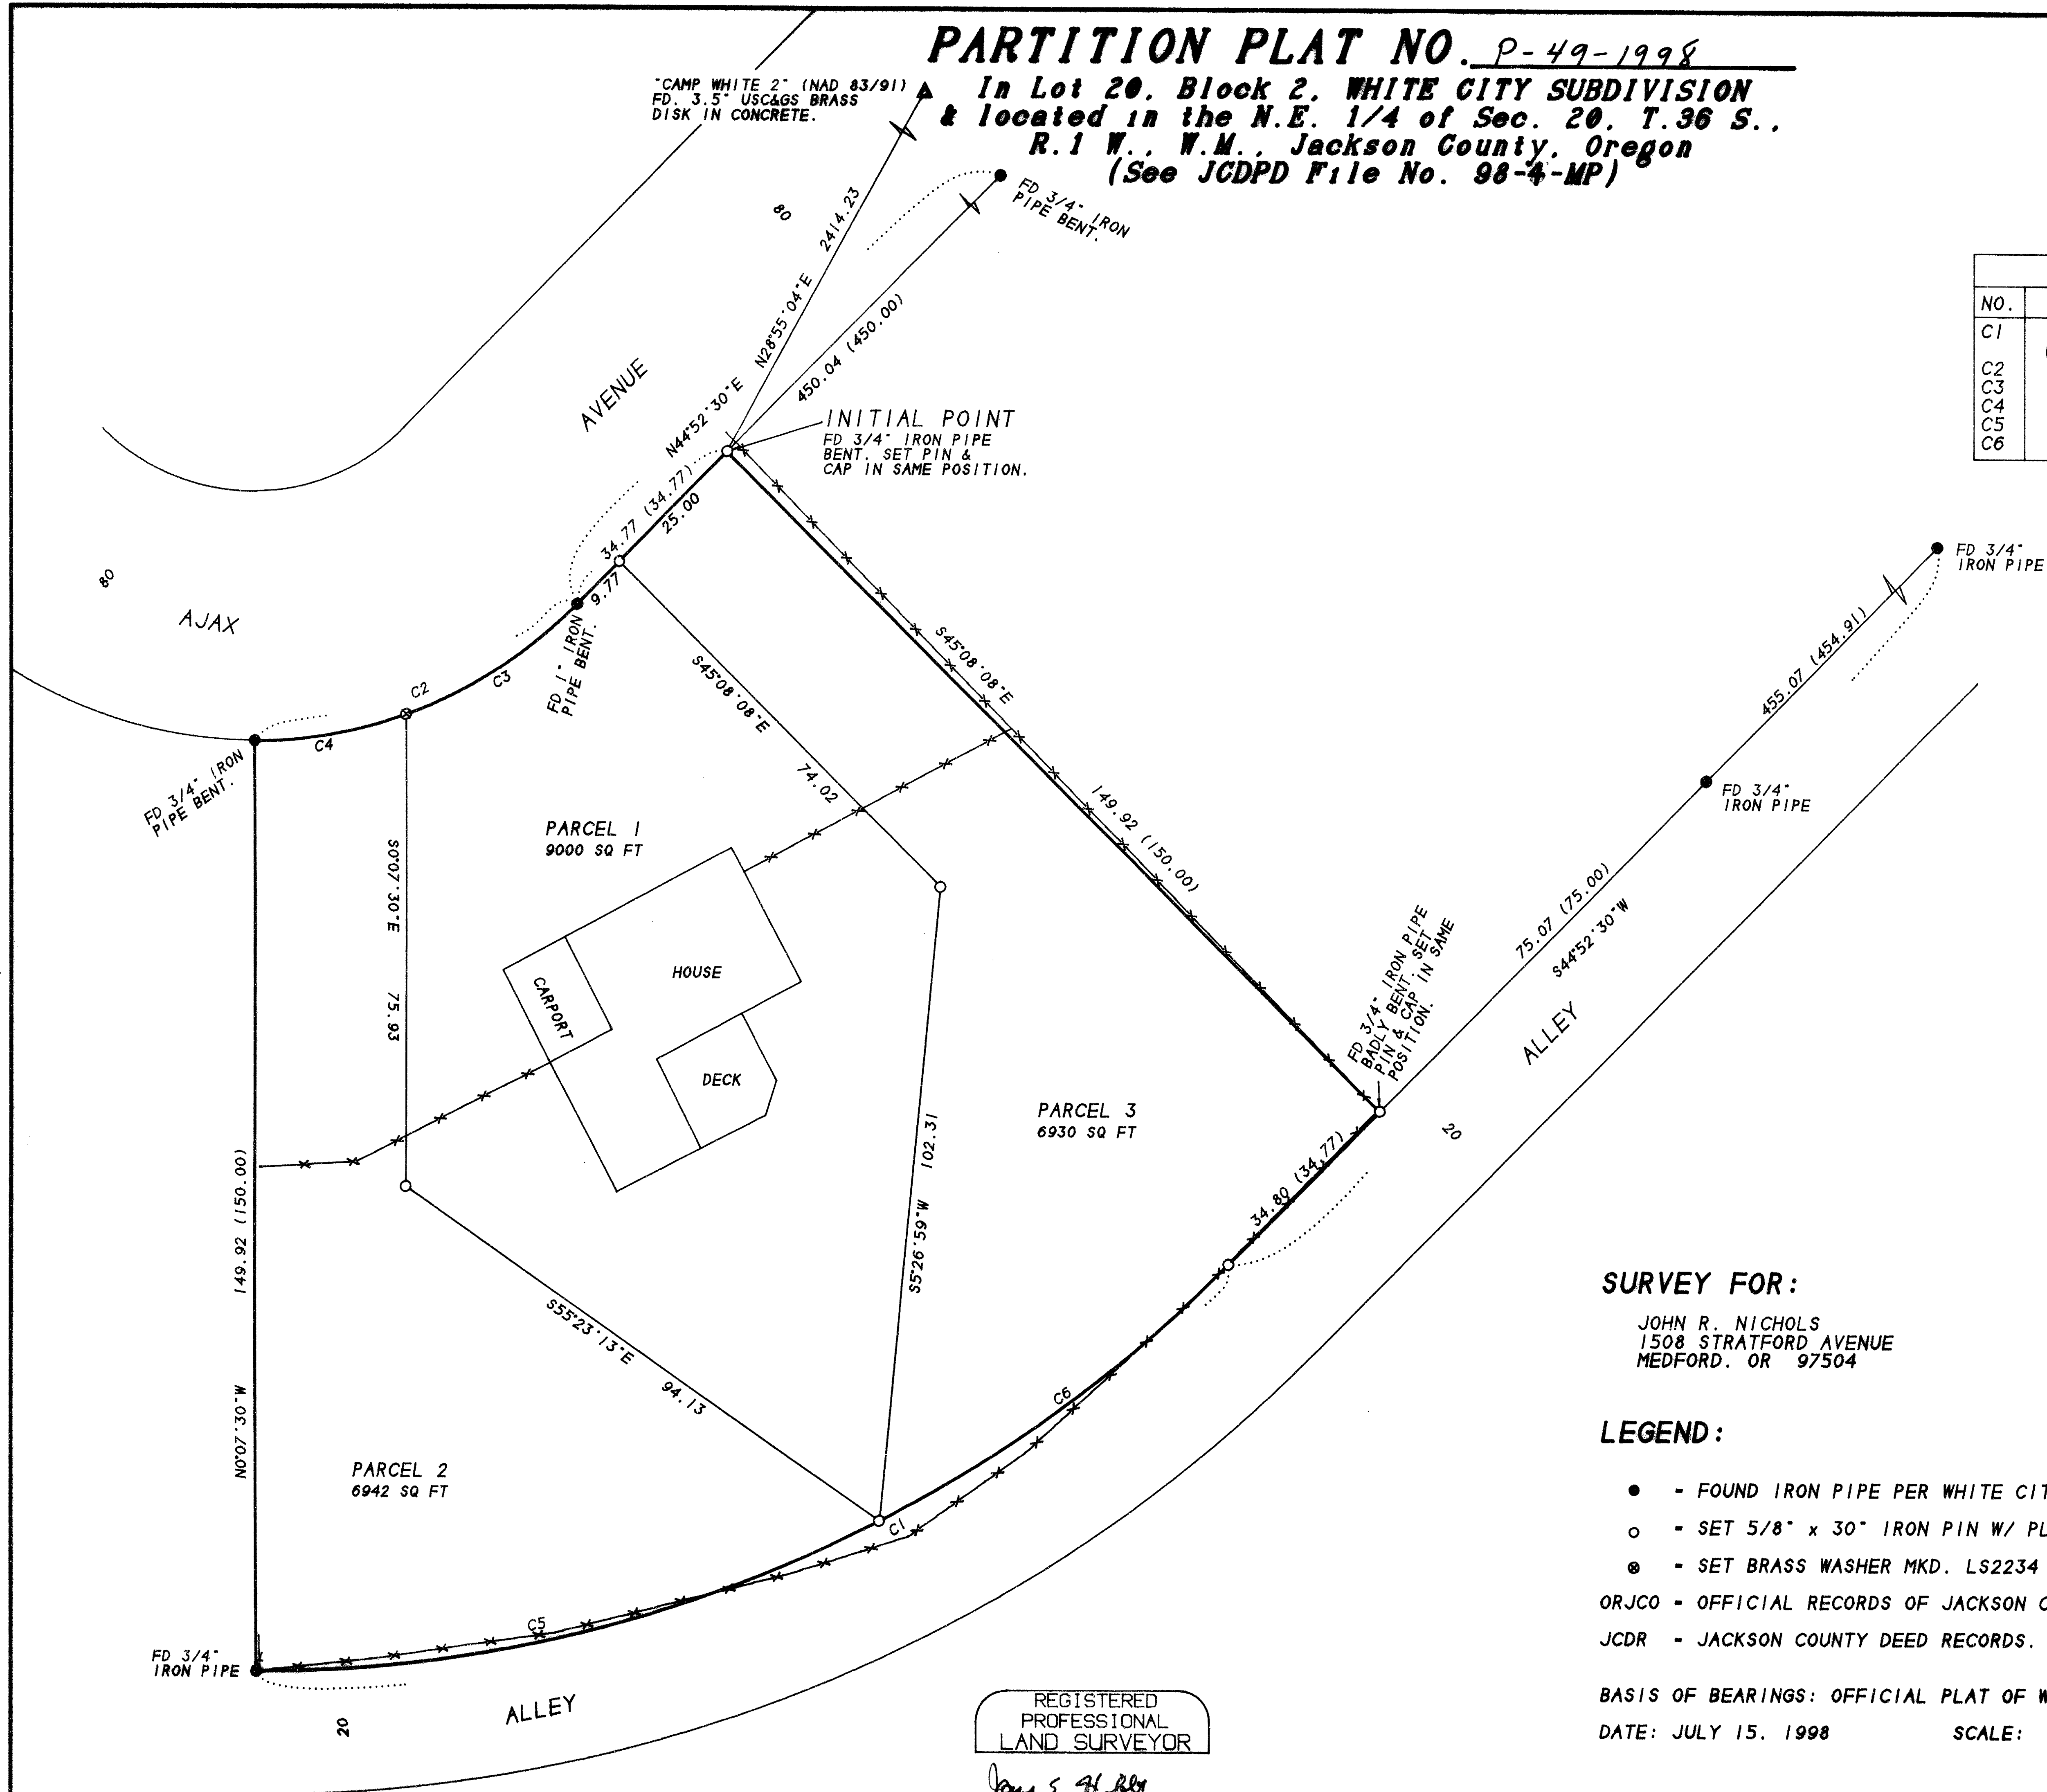 PARTITION PLAT NO. P-49-1998
In Lot 20, Block 2, WHITE CITY SUBDIVISION
& located in the N.E. 1/4 of Sec. 20, T.36 S.,
R.1 W., W.M., Jackson County, Oregon
(See JCDPD File No. 98-4-MP)
"CAMP WHITE 2" (NAD 83/91)
FD. 3.5" USC&GS BRASS
DISK IN CONCRETE.
FD 3/4" IRON
PIPE BENT.
80
2414.23
N28°55'04"E
450.04 (450.00)
NO.
C1
C2
C3
C4
C5
C6
AVENUE
N44°52'30"E
INITIAL POINT
FD 3/4" IRON PIPE
BENT. SET PIN &
CAP IN SAME POSITION.
34.77 (34.77)
25.00
9.77
80
AJAX
FD 1" IRON
PIPE BENT.
C2
C3
C4
FD 3/4" IRON
PIPE BENT.
S45°08'08"E
74.02
S45°08'08"E
149.92 (150.00)
FD 3/4"
IRON PIPE
455.07 (454.91)
FD 3/4"
IRON PIPE
75.07 (75.00)
S44°52'30"W
ALLEY
20
PARCEL 1
9000 SQ FT
S0°07'30"E
75.93
HOUSE
CARPORT
DECK
FD 3/4" IRON PIPE
BADLY BENT. SET
PIN & CAP IN SAME
POSITION.
PARCEL 3
6930 SQ FT
102.31
S5°26'59"W
34.80 (34.77)
149.92 (150.00)
N0°07'30"W
S55°23'13"E
94.13
PARCEL 2
6942 SQ FT
C6
C1
C5
FD 3/4"
IRON PIPE
20
ALLEY
SURVEY FOR:
JOHN R. NICHOLS
1508 STRATFORD AVENUE
MEDFORD. OR 97504
LEGEND:
● - FOUND IRON PIPE PER WHITE CIT
○ - SET 5/8" x 30" IRON PIN W/ PL
⊗ - SET BRASS WASHER MKD. LS2234
ORJCO - OFFICIAL RECORDS OF JACKSON C
JCDR - JACKSON COUNTY DEED RECORDS.
BASIS OF BEARINGS: OFFICIAL PLAT OF W
DATE: JULY 15. 1998 SCALE:
REGISTERED
PROFESSIONAL
LAND SURVEYOR